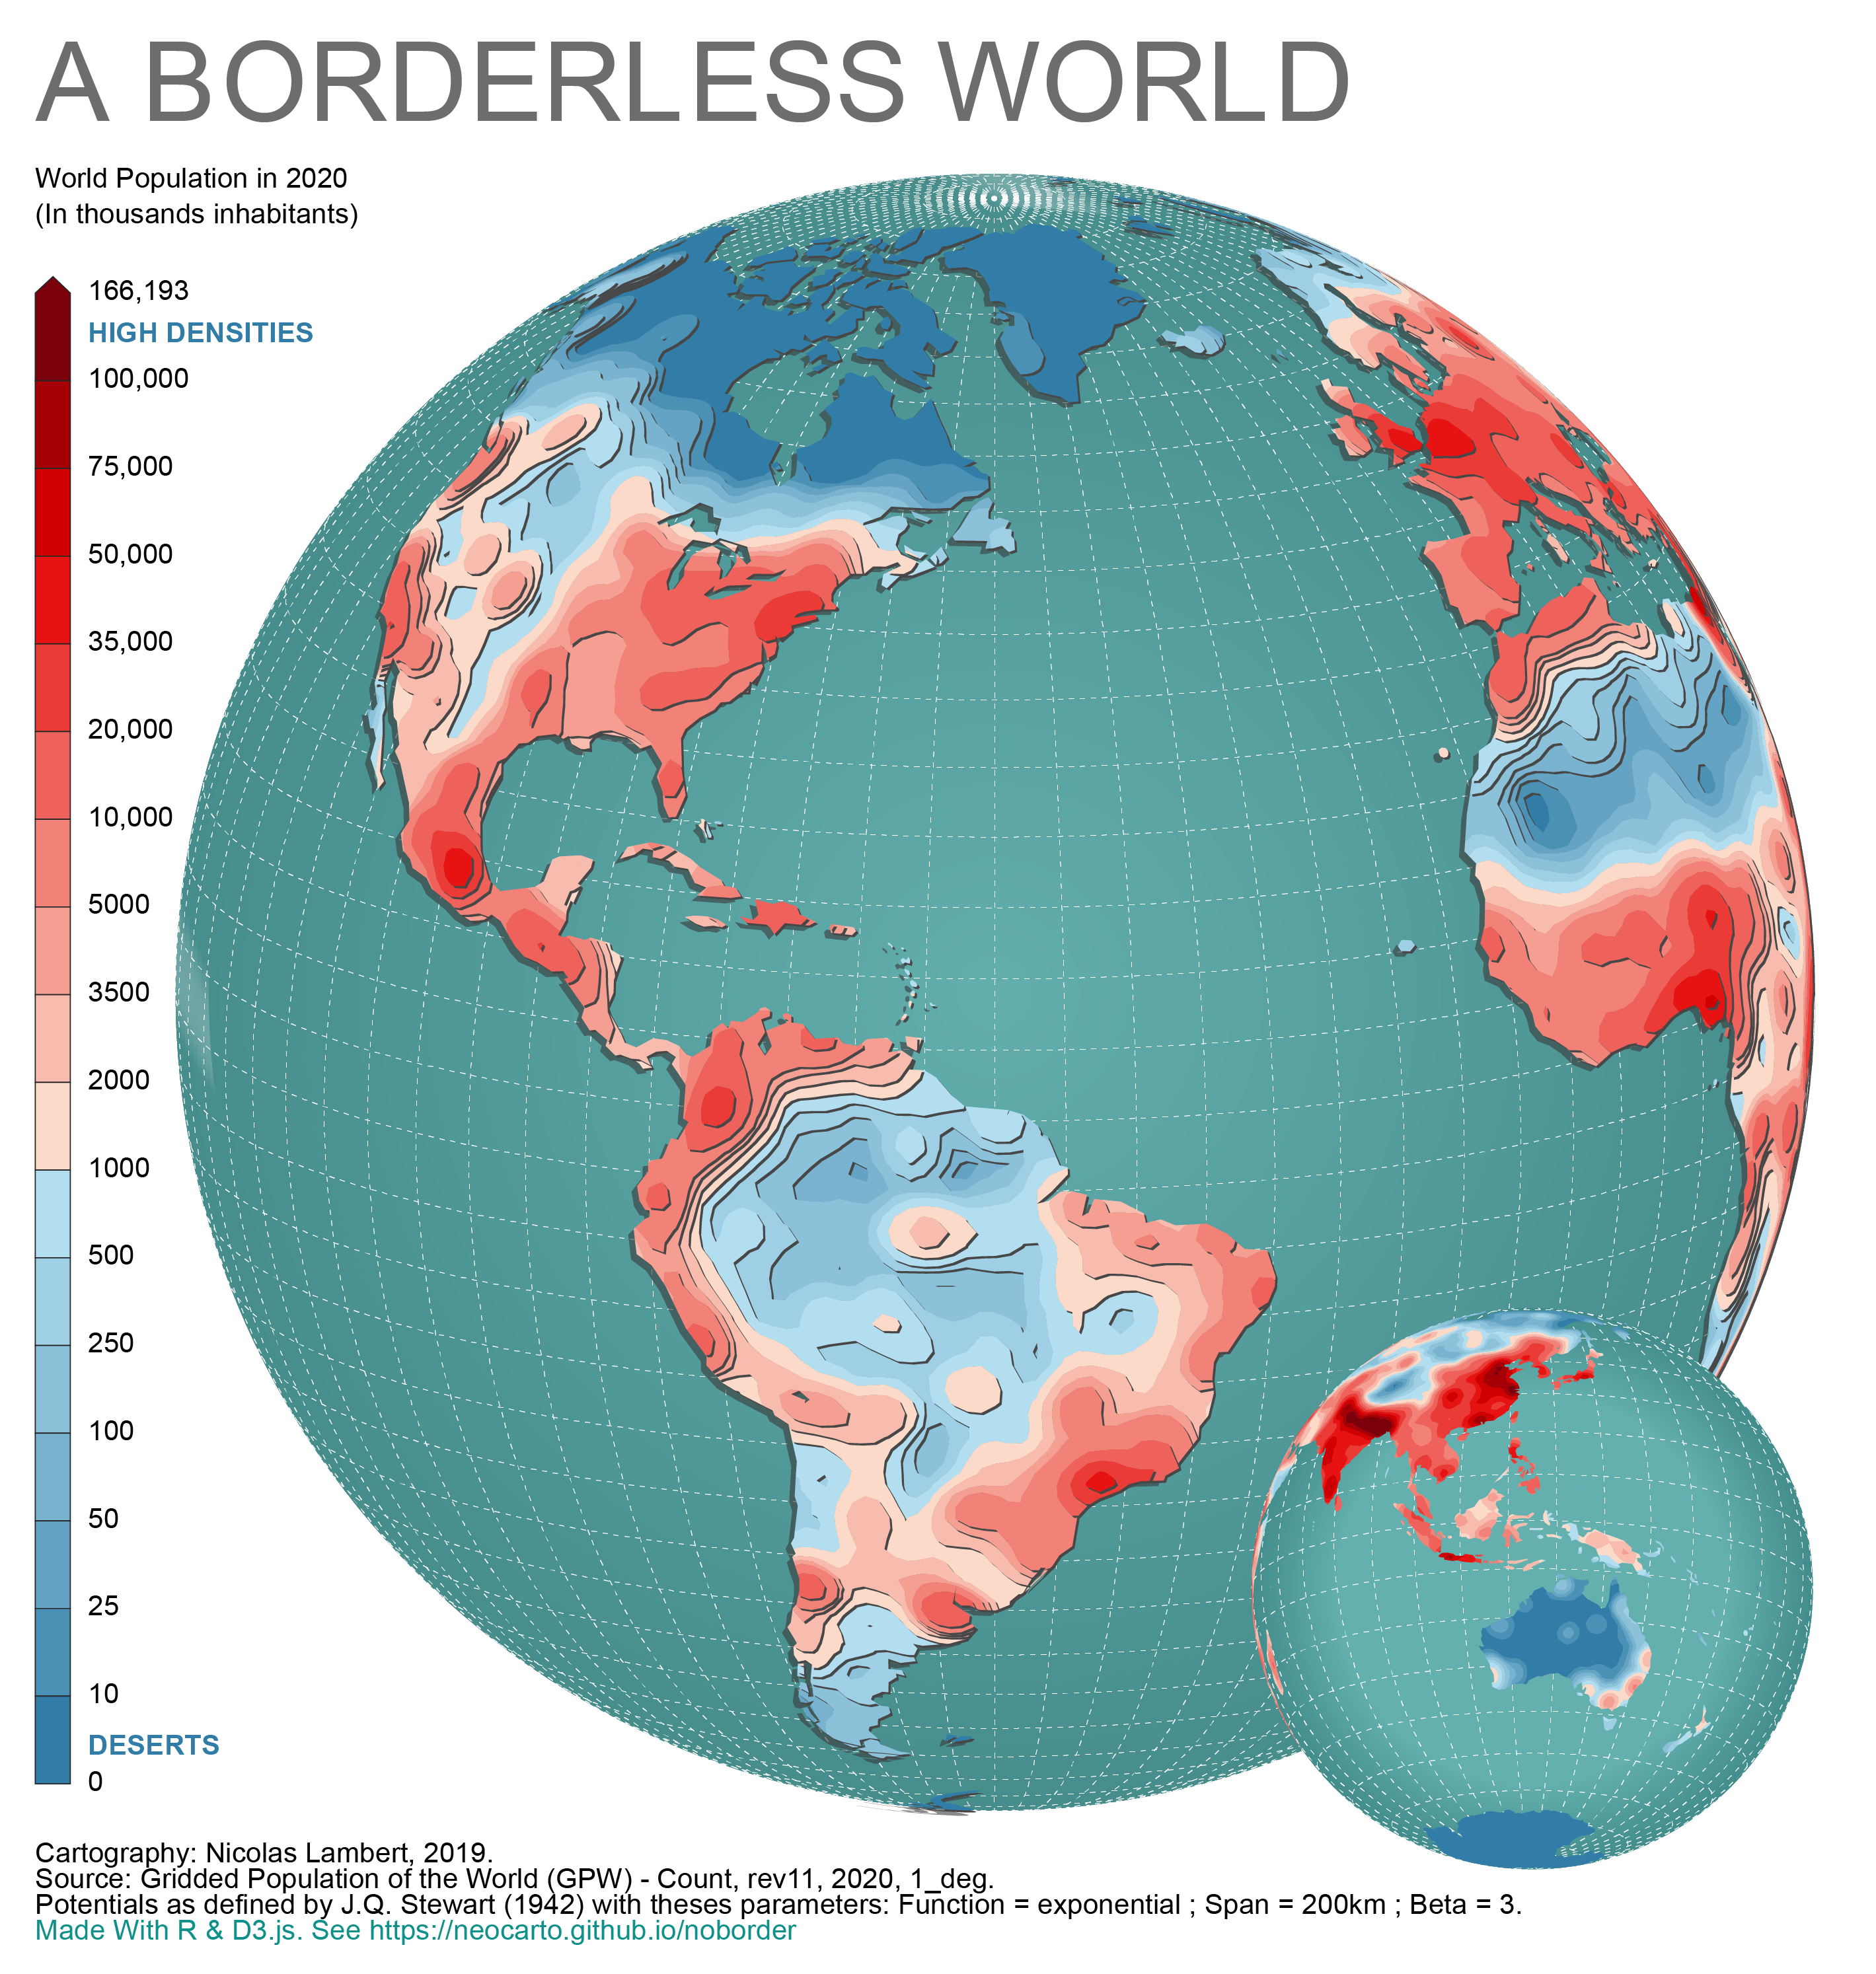 A BORDERLESS WORLD
World Population in 2020
(In thousands inhabitants)
166,193
HIGH DENSITIES
100,000
75,000
50,000
35,000
20,000
10,000
5000
3500
2000
1000
500
250
100
50
25
10
DESERTS
0
Cartography: Nicolas Lambert, 2019.
Source: Gridded Population of the World (GPW) - Count, rev11, 2020, 1_deg.
Potentials as defined by J.Q. Stewart (1942) with theses parameters: Function = exponential ; Span = 200km ; Beta = 3.
Made With R & D3.js. See https://neocarto.github.io/noborder